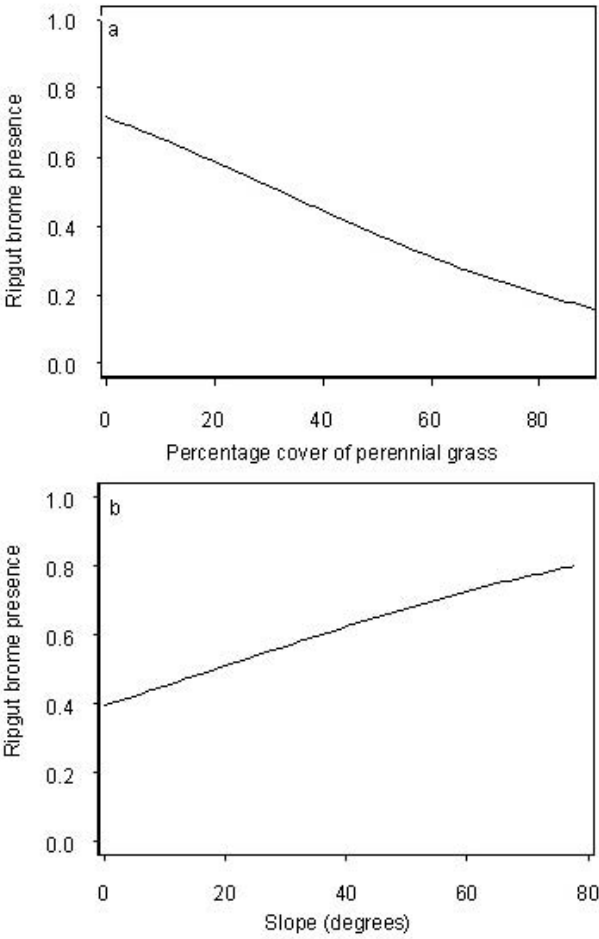 a
1.0
0.8
0.6
0.4
0.2
0.0
Ripgut brome presence
0 20 40 60 80
Percentage cover of perennial grass
b
1.0
0.8
0.6
0.4
0.2
0.0
Ripgut brome presence
0 20 40 60 80
Slope (degrees)